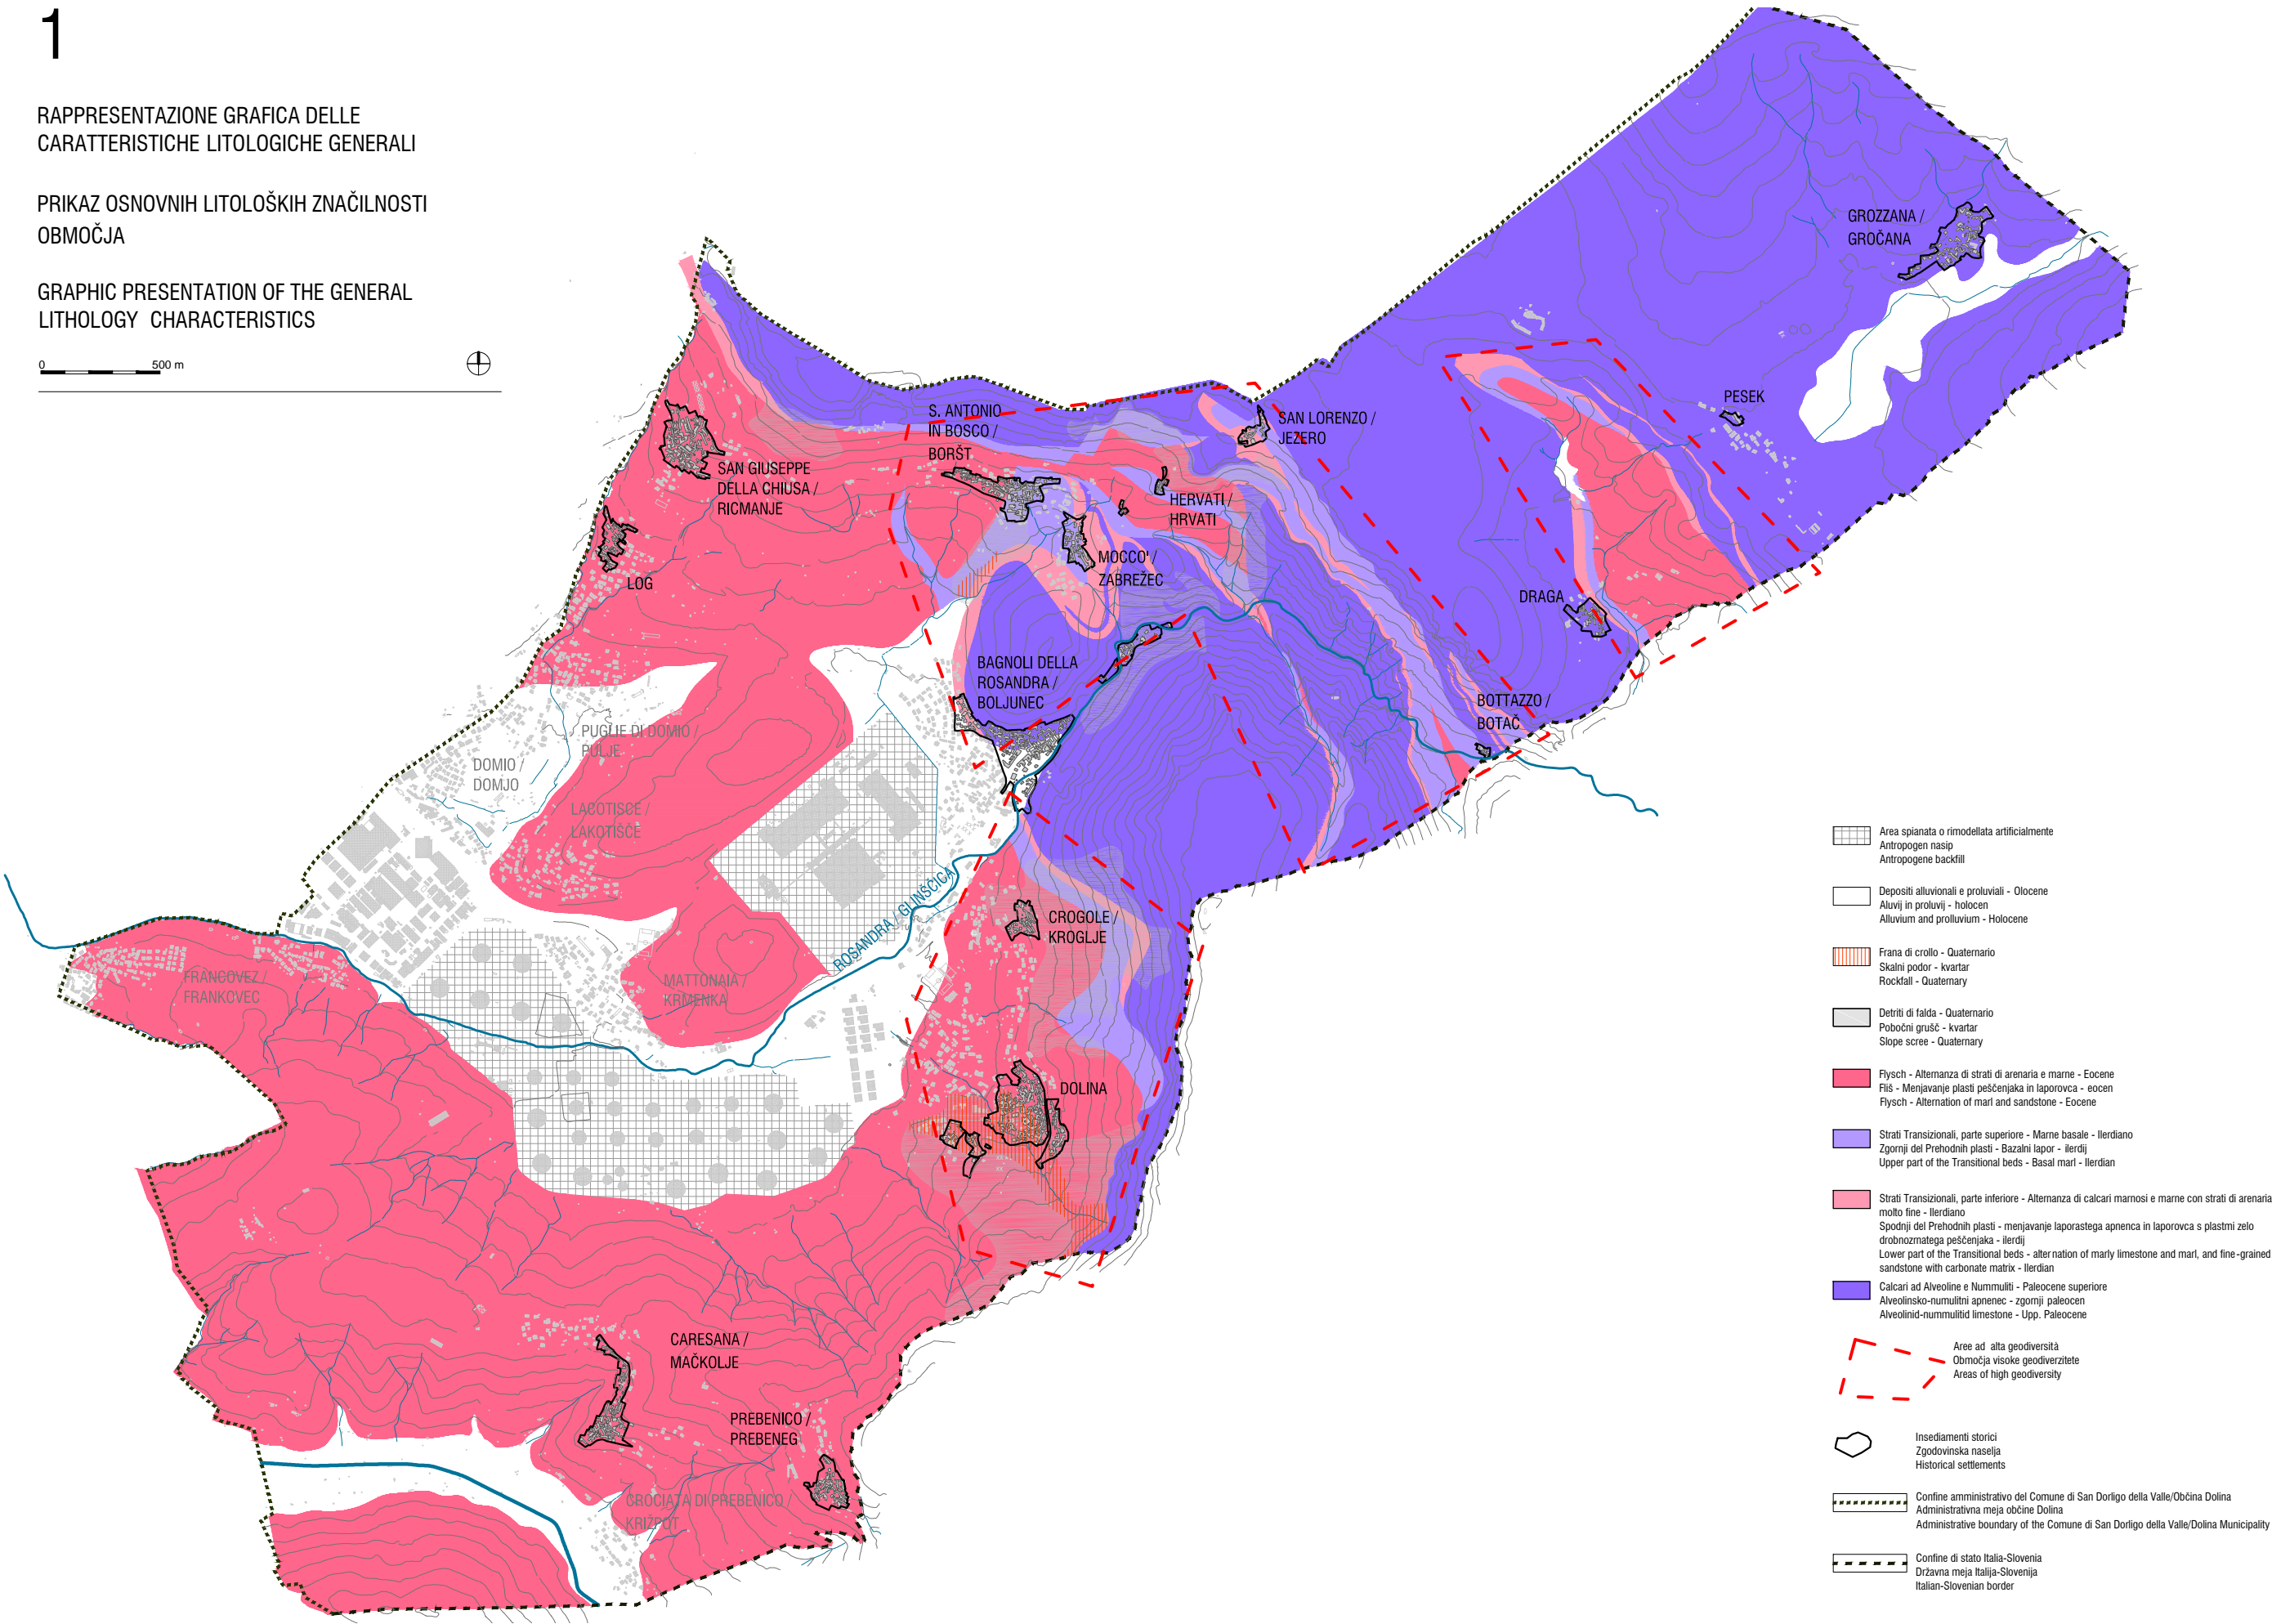 1
RAPPRESENTAZIONE GRAFICA DELLE
CARATTERISTICHE LITOLOGICHE GENERALI
PRIKAZ OSNOVNIH LITOLOŠKIH ZNAČILNOSTI
OBMOČJA
GRAPHIC PRESENTATION OF THE GENERAL
LITHOLOGY CHARACTERISTICS
0 500 m
GROZZANA /
GROČANA
PESEK
S. ANTONIO
IN BOSCO /
BORŠT
SAN LORENZO /
JEZERO
SAN GIUSEPPE
DELLA CHIUSA /
RICMANJE
HERVATI /
HRVATI
LOG
MOCCO' /
ZABREŽEC
DRAGA
BAGNOLI DELLA
ROSANDRA /
BOLJUNEC
BOTTAZZO /
BOTAČ
PUGLIE DI DOMIO /
PULJE
DOMIO /
DOMJO
LACOTISCE /
LAKOTIŠČE
ROSANDRA / GLINŠČICA
CROGOLE /
KROGLJE
FRANCOVEZ /
FRANKOVEC
MATTONAIA /
KRMENKA
DOLINA
CARESANA /
MAČKOLJE
PREBENICO /
PREBENEG
CROCIATA DI PREBENICO /
KRIŽPOT
Area spianata o rimodellata artificialmente
Antropogen nasip
Antropogene backfill
Depositi alluvionali e proluviali - Olocene
Aluvij in proluvij - holocen
Alluvium and prolluvium - Holocene
Frana di crollo - Quaternario
Skalni podor - kvartar
Rockfall - Quaternary
Detriti di falda - Quaternario
Pobočni grušč - kvartar
Slope scree - Quaternary
Flysch - Alternanza di strati di arenaria e marne - Eocene
Fliš - Menjavanje plasti peščenjaka in laporovca - eocen
Flysch - Alternation of marl and sandstone - Eocene
Strati Transizionali, parte superiore - Marne basale - Ilerdiano
Zgornji del Prehodnih plasti - Bazalni lapor - ilerdij
Upper part of the Transitional beds - Basal marl - Ilerdian
Strati Transizionali, parte inferiore - Alternanza di calcari marnosi e marne con strati di arenaria
molto fine - Ilerdiano
Spodnji del Prehodnih plasti - menjavanje laporastega apnenca in laporovca s plastmi zelo
drobnozrnatega peščenjaka - ilerdij
Lower part of the Transitional beds - alternation of marly limestone and marl, and fine-grained
sandstone with carbonate matrix - Ilerdian
Calcari ad Alveoline e Nummuliti - Paleocene superiore
Alveolinsko-numulitni apnenec - zgornji paleocen
Alveolinid-nummulitid limestone - Upp. Paleocene
Aree ad alta geodiversità
Območja visoke geodiverzitete
Areas of high geodiversity
Insediamenti storici
Zgodovinska naselja
Historical settlements
Confine amministrativo del Comune di San Dorligo della Valle/Občina Dolina
Administrativna meja občine Dolina
Administrative boundary of the Comune di San Dorligo della Valle/Dolina Municipality
Confine di stato Italia-Slovenia
Državna meja Italija-Slovenija
Italian-Slovenian border